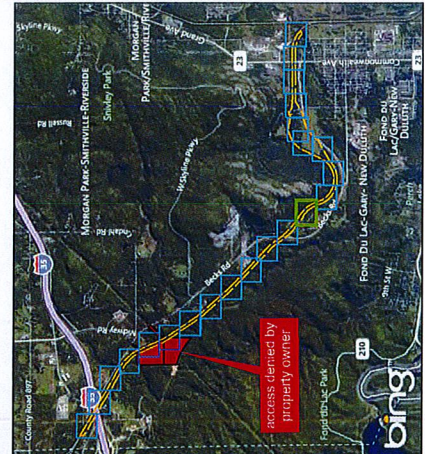 Skyline Pkwy
MORGAN
PARK/SMITHVILLE/RIVE
Grand Ave
23
Commonwealth Ave
23
Snively Park
Russell Rd
MORGAN PARK-SMITHVILLE-RIVERSIDE
W Skyline Pkwy
FOND DU
LAC/GARY-NEW
DULUTH
Becks Rd
FOND DU LAC-GARY- NEW DULUTH
Perch
35
Becks Rd
9th St W
Midway Rd
access denied by
property owner
210
County Road 897
35
Fond du Lac Park
bing